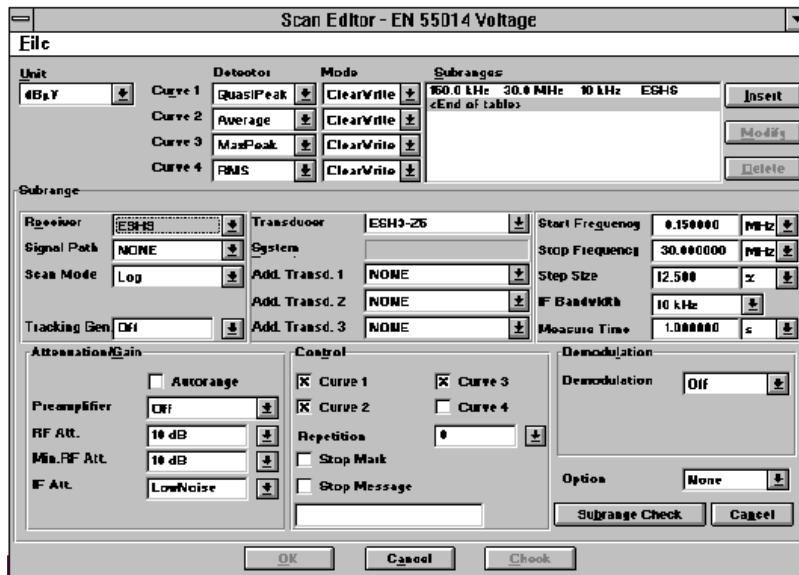 Scan Editor - EN 55014 Voltage
File
Unit
dBµV
Detector Mode
Curve 1 QuasiPeak ClearWrite
Curve 2 Average ClearWrite
Curve 3 MaxPeak ClearWrite
Curve 4 RMS ClearWrite
Subranges
150.0 kHz 30.0 MHz 10 kHz ESHS
<End of table>
Insert
Modify
Delete
Subrange
Receiver ESHS
Signal Path NONE
Scan Mode Log
Tracking Gen. Off
Transducer ESH3-Z5
System
Add. Transd. 1 NONE
Add. Transd. 2 NONE
Add. Transd. 3 NONE
Start Frequency 0.150000 MHz
Stop Frequency 30.000000 MHz
Step Size 12.500 %
IF Bandwidth 10 kHz
Measure Time 1.000000 s
Attenuation/Gain
Autorange
Preamplifier Off
RF Att. 10 dB
Min.RF Att. 10 dB
IF Att. LowNoise
Control
Curve 1 Curve 3
Curve 2 Curve 4
Repetition 0
Stop Mark
Stop Message
Demodulation
Demodulation Off
Option None
Subrange Check Cancel
OK Cancel Check